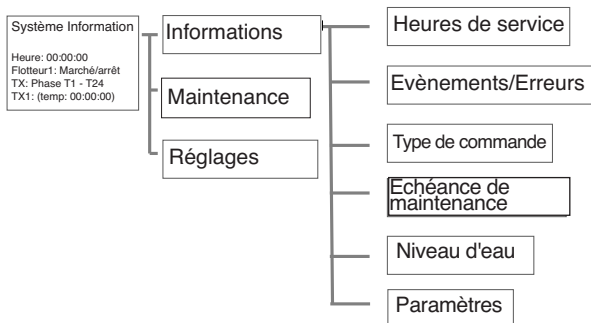 Système Information
Heure: 00:00:00
Flotteur1: Marché/arrêt
TX: Phase T1 - T24
TX1: (temp: 00:00:00)
Informations
Maintenance
Réglages
Heures de service
Evènements/Erreurs
Type de commande
Echéance de
maintenance
Niveau d'eau
Paramètres